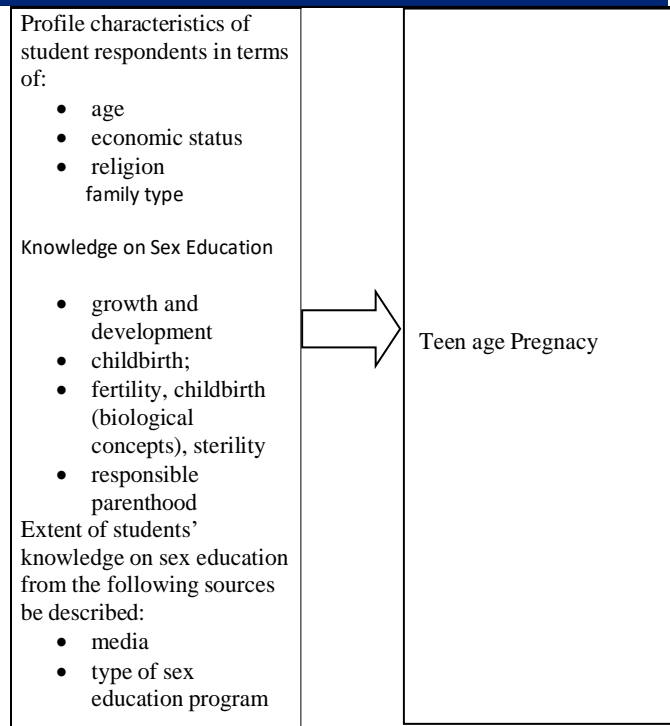 Profile characteristics of
student respondents in terms
of:
• age
• economic status
• religion
family type
Knowledge on Sex Education
• growth and
development
• childbirth;
• fertility, childbirth
(biological
concepts), sterility
• responsible
parenthood
Extent of students’
knowledge on sex education
from the following sources
be described:
• media
• type of sex
education program
Teen age Pregnacy